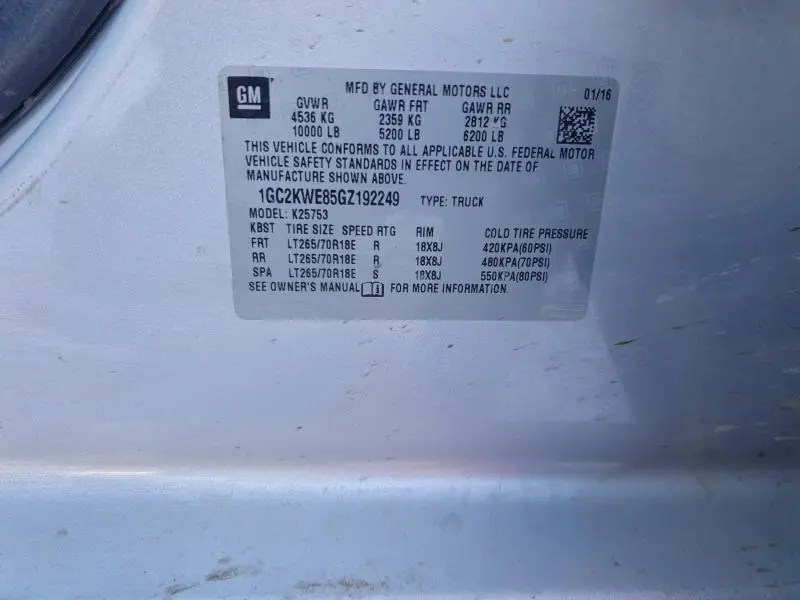 GM
MFD BY GENERAL MOTORS LLC 01/16
GVWR GAWR FRT GAWR RR
4536 KG 2359 KG 2812 KG
10000 LB 5200 LB 6200 LB
THIS VEHICLE CONFORMS TO ALL APPLICABLE U.S. FEDERAL MOTOR
VEHICLE SAFETY STANDARDS IN EFFECT ON THE DATE OF
MANUFACTURE SHOWN ABOVE.
1GC2KWE85GZ192249 TYPE: TRUCK
MODEL: K25753
KBST TIRE SIZE SPEED RTG RIM COLD TIRE PRESSURE
FRT LT265/70R18E R 18X8J 420KPA(60PSI)
RR LT265/70R18E R 18X8J 480KPA(70PSI)
SPA LT265/70R18E S 18X8J 550KPA(80PSI)
SEE OWNER'S MANUAL FOR MORE INFORMATION.